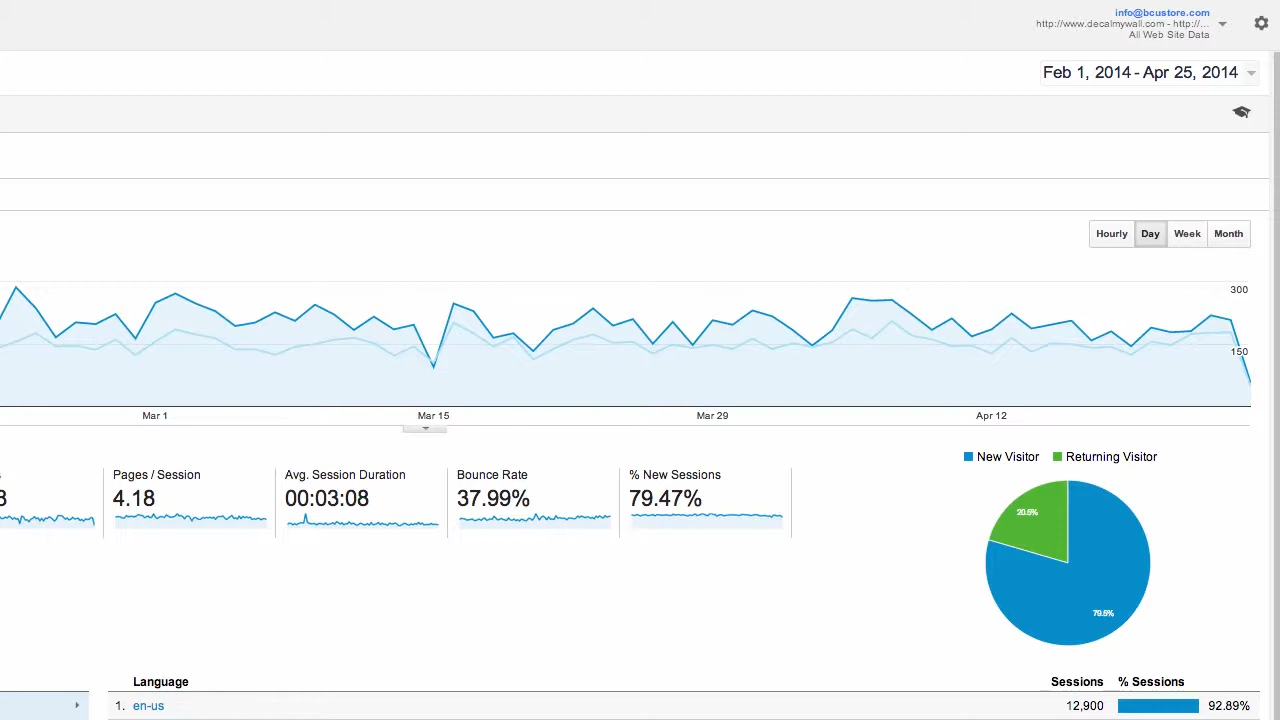 info@bcustore.com
http://www.decalmywall.com - http://...
All Web Site Data
Feb 1, 2014 - Apr 25, 2014
Hourly Day Week Month
300
150
Mar 1 Mar 15 Mar 29 Apr 12
New Visitor Returning Visitor
Pages / Session Avg. Session Duration Bounce Rate % New Sessions
4.18 00:03:08 37.99% 79.47%
20.5%
79.5%
Language Sessions % Sessions
1. en-us 12,900 92.89%